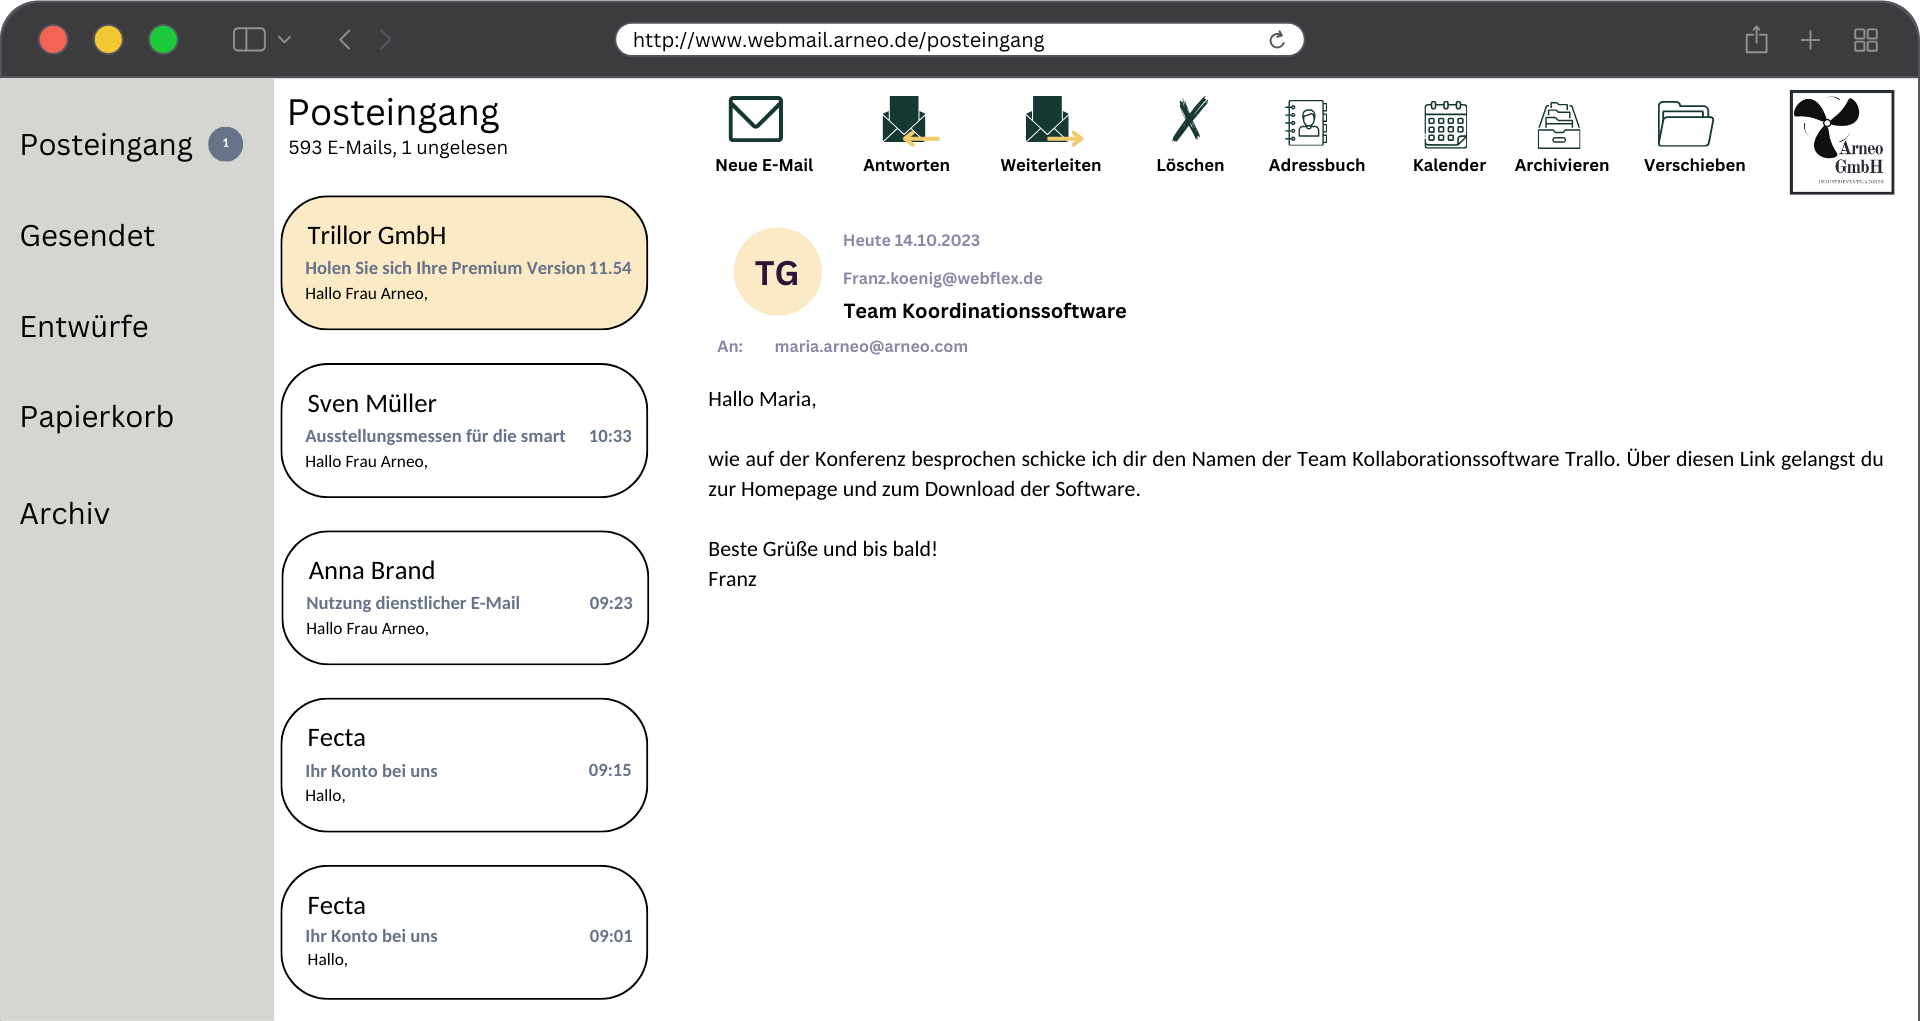 http://www.webmail.arneo.de/posteingang
Posteingang 1
Gesendet
Entwürfe
Papierkorb
Archiv
Posteingang
593 E-Mails, 1 ungelesen
Neue E-Mail
Antworten
Weiterleiten
Löschen
Adressbuch
Kalender
Archivieren
Verschieben
Arneo
GmbH
INDUSTRIEVENTILATOREN
Trillor GmbH
Holen Sie sich Ihre Premium Version 11.54
Hallo Frau Arneo,
Sven Müller
Ausstellungsmessen für die smart 10:33
Hallo Frau Arneo,
Anna Brand
Nutzung dienstlicher E-Mail 09:23
Hallo Frau Arneo,
Fecta
Ihr Konto bei uns 09:15
Hallo,
Fecta
Ihr Konto bei uns 09:01
Hallo,
TG
Heute 14.10.2023
Franz.koenig@webflex.de
Team Koordinationssoftware
An: maria.arneo@arneo.com
Hallo Maria,
wie auf der Konferenz besprochen schicke ich dir den Namen der Team Kollaborationssoftware Trallo. Über diesen Link gelangst du
zur Homepage und zum Download der Software.
Beste Grüße und bis bald!
Franz